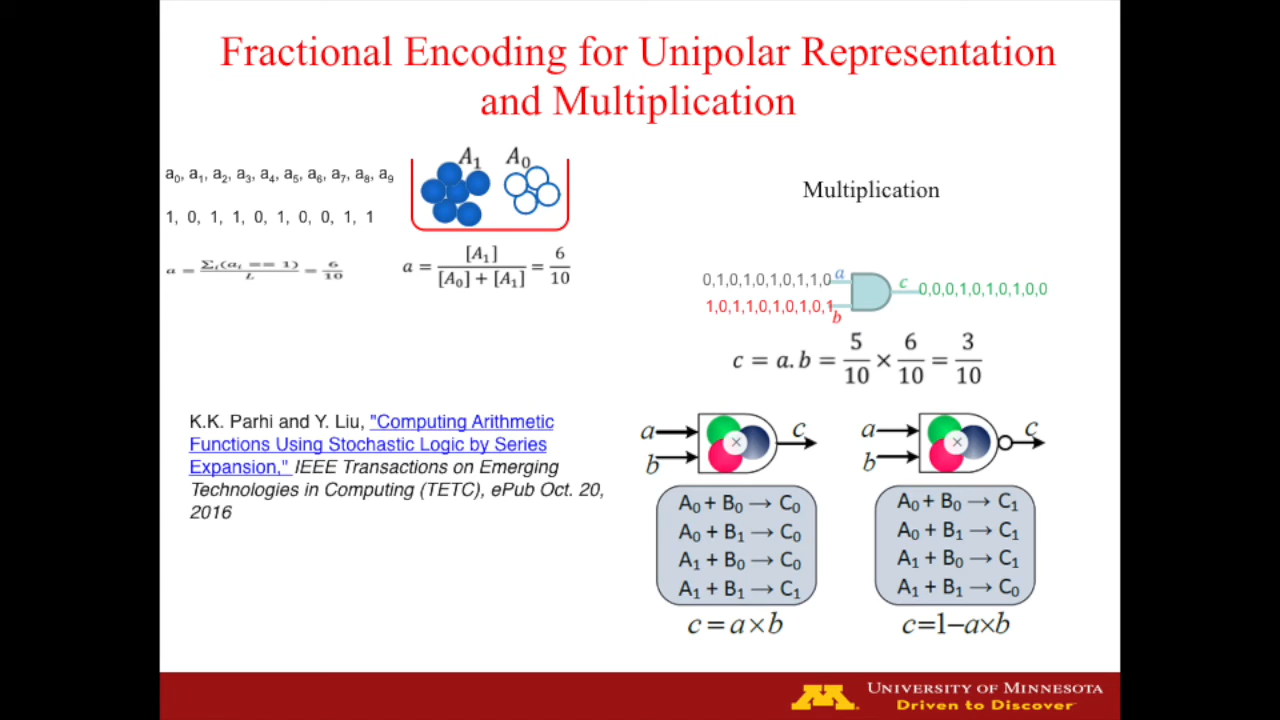 Fractional Encoding for Unipolar Representation
and Multiplication
a₀, a₁, a₂, a₃, a₄, a₅, a₆, a₇, a₈, a₉
1, 0, 1, 1, 0, 1, 0, 0, 1, 1
a = Σᵢ(aᵢ == 1)/L = 6/10
A₁ A₀
a = [A₁]/([A₀] + [A₁]) = 6/10
Multiplication
0,1,0,1,0,1,0,1,1,0 a
1,0,1,1,0,1,0,1,0,1 b
c 0,0,0,1,0,1,0,1,0,0
c = a.b = 5/10 × 6/10 = 3/10
K.K. Parhi and Y. Liu, "Computing Arithmetic
Functions Using Stochastic Logic by Series
Expansion," IEEE Transactions on Emerging
Technologies in Computing (TETC), ePub Oct. 20,
2016
a
b
×
c
A₀ + B₀ → C₀
A₀ + B₁ → C₀
A₁ + B₀ → C₀
A₁ + B₁ → C₁
c = a×b
a
b
×
c
A₀ + B₀ → C₁
A₀ + B₁ → C₁
A₁ + B₀ → C₁
A₁ + B₁ → C₀
c=1−a×b
UNIVERSITY OF MINNESOTA
Driven to Discover